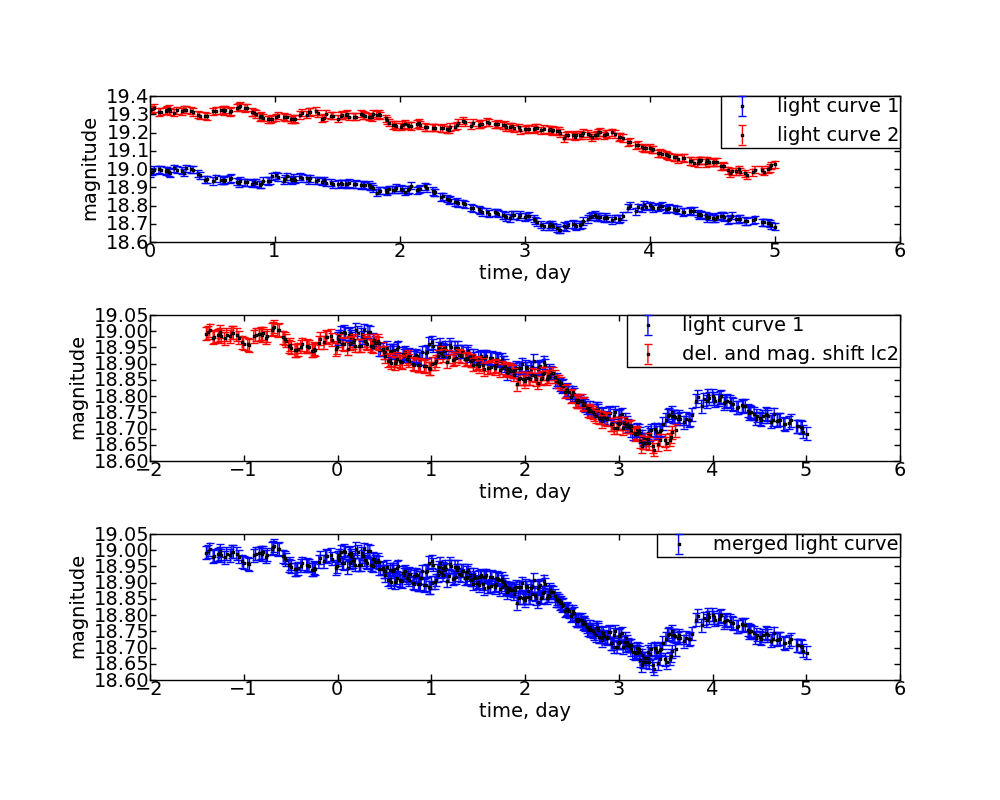 19.4
19.3
19.2
19.1
19.0
18.9
18.8
18.7
18.6
magnitude
light curve 1
light curve 2
0 1 2 3 4 5 6
time, day
19.05
19.00
18.95
18.90
18.85
18.80
18.75
18.70
18.65
18.60
magnitude
light curve 1
del. and mag. shift lc2
−2 −1 0 1 2 3 4 5 6
time, day
19.05
19.00
18.95
18.90
18.85
18.80
18.75
18.70
18.65
18.60
magnitude
merged light curve
−2 −1 0 1 2 3 4 5 6
time, day